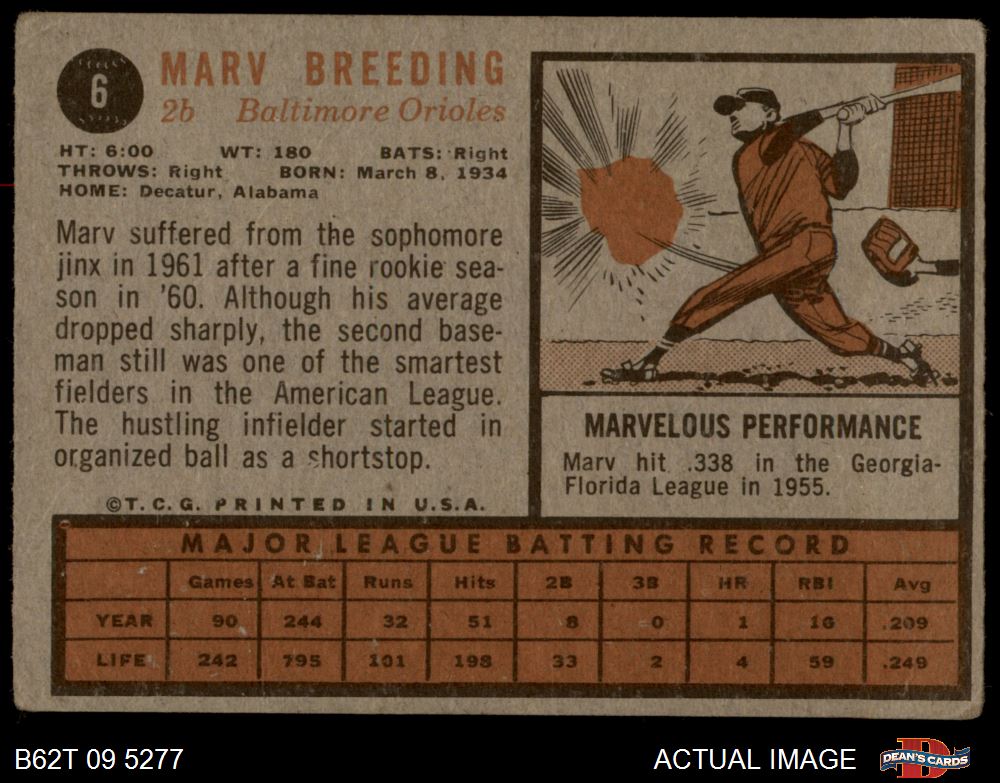 6
MARV BREEDING
2b Baltimore Orioles
HT: 6:00 WT: 180 BATS: Right
THROWS: Right BORN: March 8, 1934
HOME: Decatur, Alabama
Marv suffered from the sophomore
jinx in 1961 after a fine rookie sea-
son in '60. Although his average
dropped sharply, the second base-
man still was one of the smartest
fielders in the American League.
The hustling infielder started in
organized ball as a shortstop.
©T.C.G. PRINTED IN U.S.A.
MARVELOUS PERFORMANCE
Marv hit .338 in the Georgia-
Florida League in 1955.
MAJOR LEAGUE BATTING RECORD
Games At Bat Runs Hits 2B 3B HR RBI Avg
YEAR 90 244 32 51 8 0 1 16 .209
LIFE 242 795 101 198 33 2 4 59 .249
B62T 09 5277
ACTUAL IMAGE
D
DEAN'S CARDS